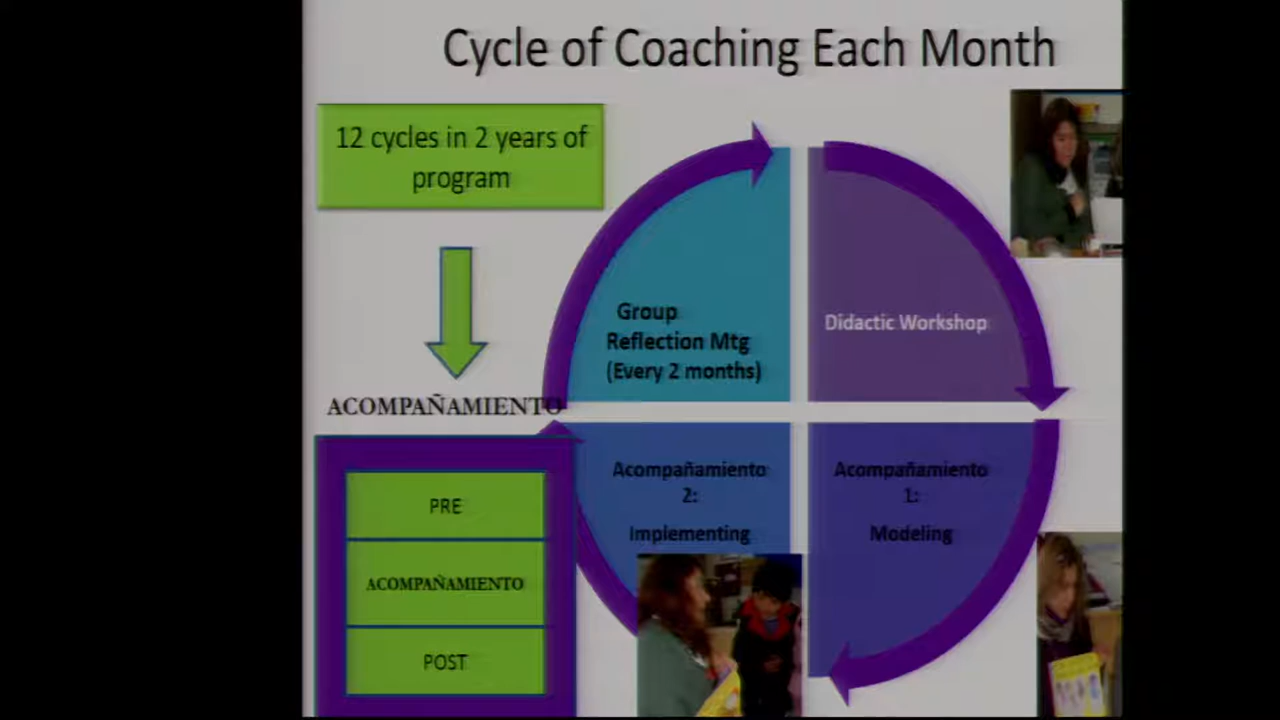 Cycle of Coaching Each Month
12 cycles in 2 years of
program
Group
Reflection Mtg
(Every 2 months)
Didactic Workshop
ACOMPAÑAMIENTO
Acompañamiento
2:
Implementing
Acompañamiento
1:
Modeling
PRE
ACOMPAÑAMIENTO
POST